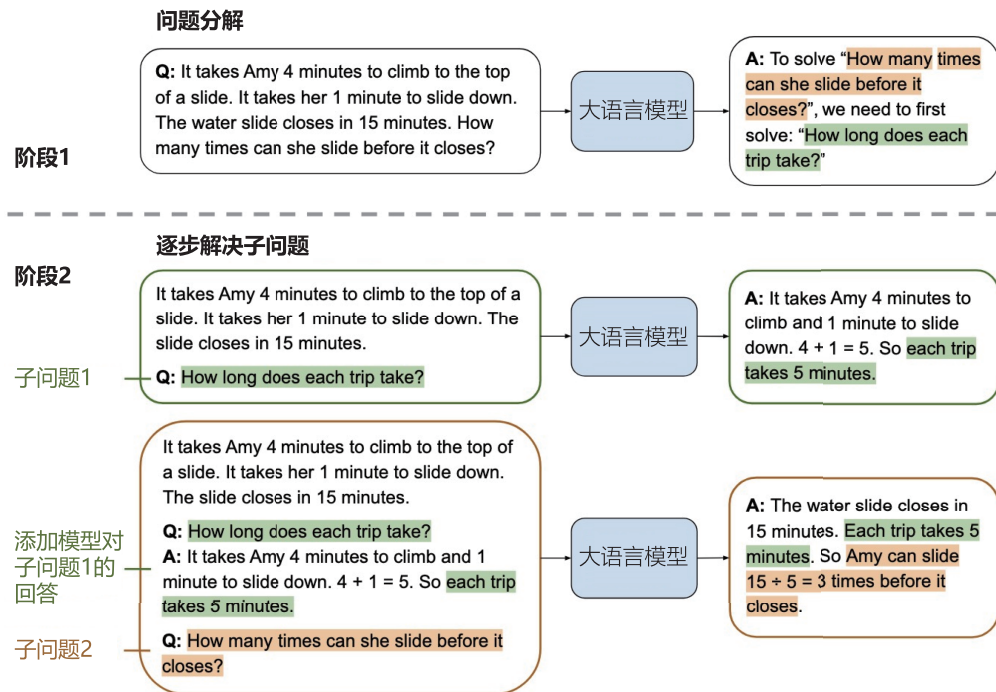 问题分解
Q: It takes Amy 4 minutes to climb to the top
of a slide. It takes her 1 minute to slide down.
The water slide closes in 15 minutes. How
many times can she slide before it closes?
大语言模型
A: To solve “How many times
can she slide before it
closes?”, we need to first
solve: “How long does each
trip take?”
阶段1
逐步解决子问题
阶段2
It takes Amy 4 minutes to climb to the top of a
slide. It takes her 1 minute to slide down. The
slide closes in 15 minutes.
子问题1
Q: How long does each trip take?
大语言模型
A: It takes Amy 4 minutes to
climb and 1 minute to slide
down. 4 + 1 = 5. So each trip
takes 5 minutes.
It takes Amy 4 minutes to climb to the top of
a slide. It takes her 1 minute to slide down.
The slide closes in 15 minutes.
添加模型对
子问题1的
回答
Q: How long does each trip take?
A: It takes Amy 4 minutes to climb and 1
minute to slide down. 4 + 1 = 5. So each trip
takes 5 minutes.
子问题2
Q: How many times can she slide before it
closes?
大语言模型
A: The water slide closes in
15 minutes. Each trip takes 5
minutes. So Amy can slide
15 ÷ 5 = 3 times before it
closes.